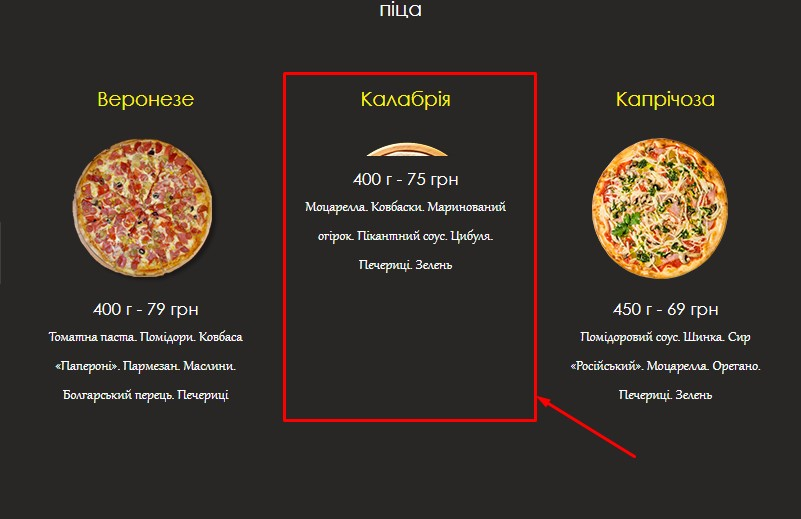 піца
Веронезе
400 г - 79 грн
Томатна паста. Помідори. Ковбаса
«Папероні». Пармезан. Маслини.
Болгарський перець. Печериці
Калабрія
400 г - 75 грн
Моцарелла. Ковбаски. Маринований
огірок. Пікантний соус. Цибуля.
Печериці. Зелень
Капрічоза
450 г - 69 грн
Помідоровий соус. Шинка. Сир
«Російський». Моцарелла. Орегано.
Печериці. Зелень